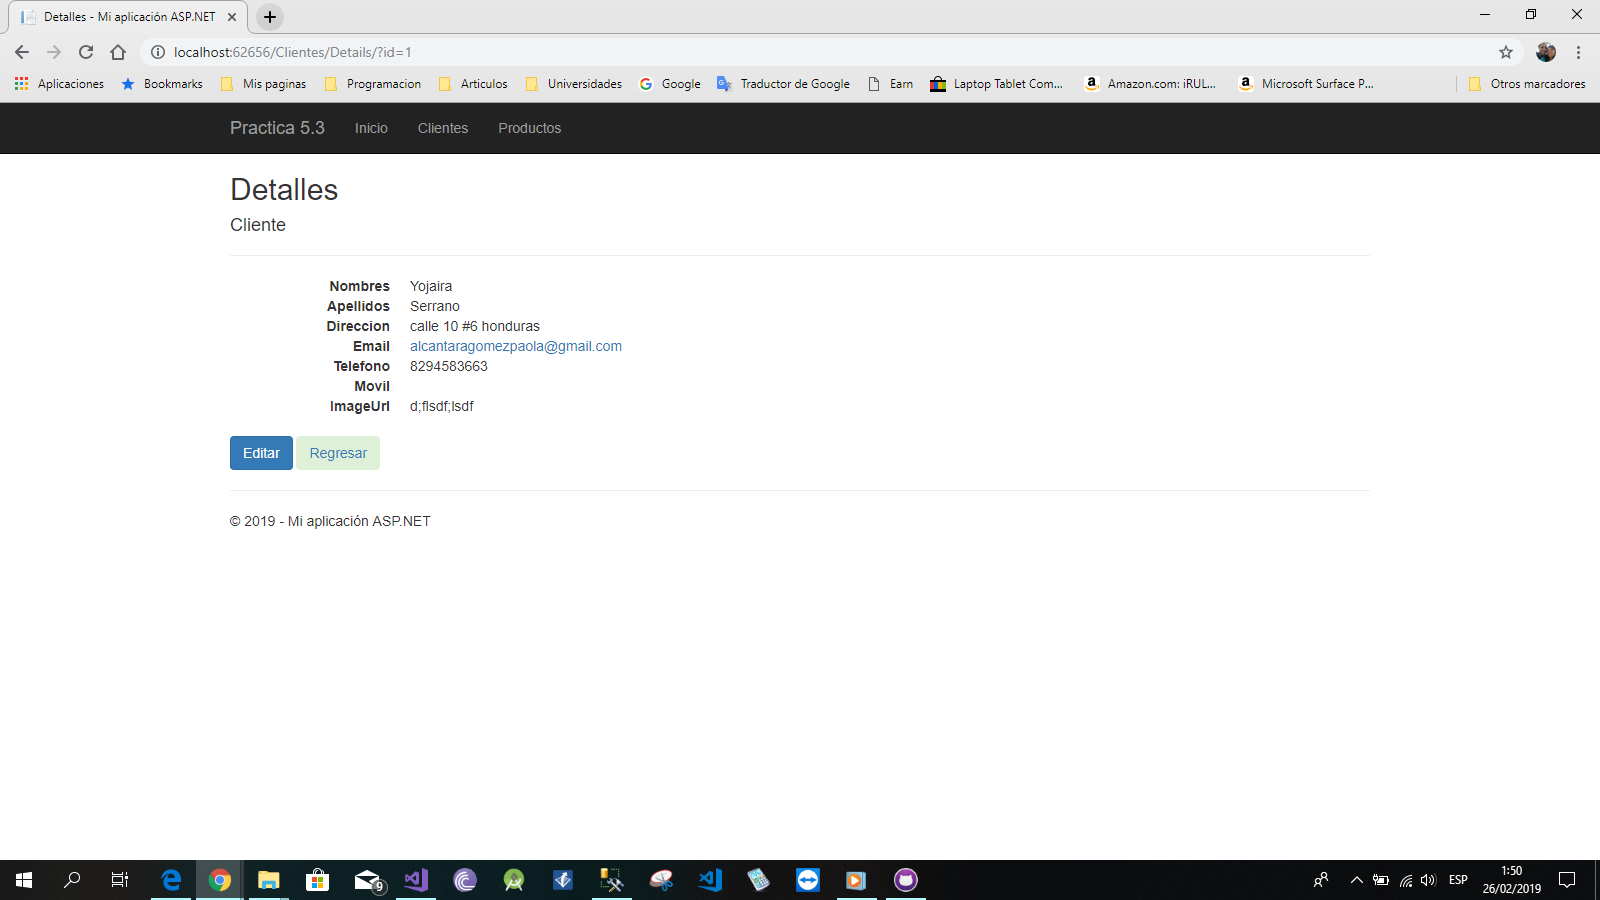 Detalles - Mi aplicación ASP.NET
localhost:62656/Clientes/Details/?id=1
Aplicaciones Bookmarks Mis paginas Programacion Articulos Universidades Google Traductor de Google Earn Laptop Tablet Com... Amazon.com: iRUL... Microsoft Surface P... Otros marcadores
Practica 5.3 Inicio Clientes Productos
Detalles
Cliente
Nombres Yojaira
Apellidos Serrano
Direccion calle 10 #6 honduras
Email alcantaragomezpaola@gmail.com
Telefono 8294583663
Movil
ImageUrl d;flsdf;lsdf
Editar Regresar
© 2019 - Mi aplicación ASP.NET
9 ESP 1:50
26/02/2019